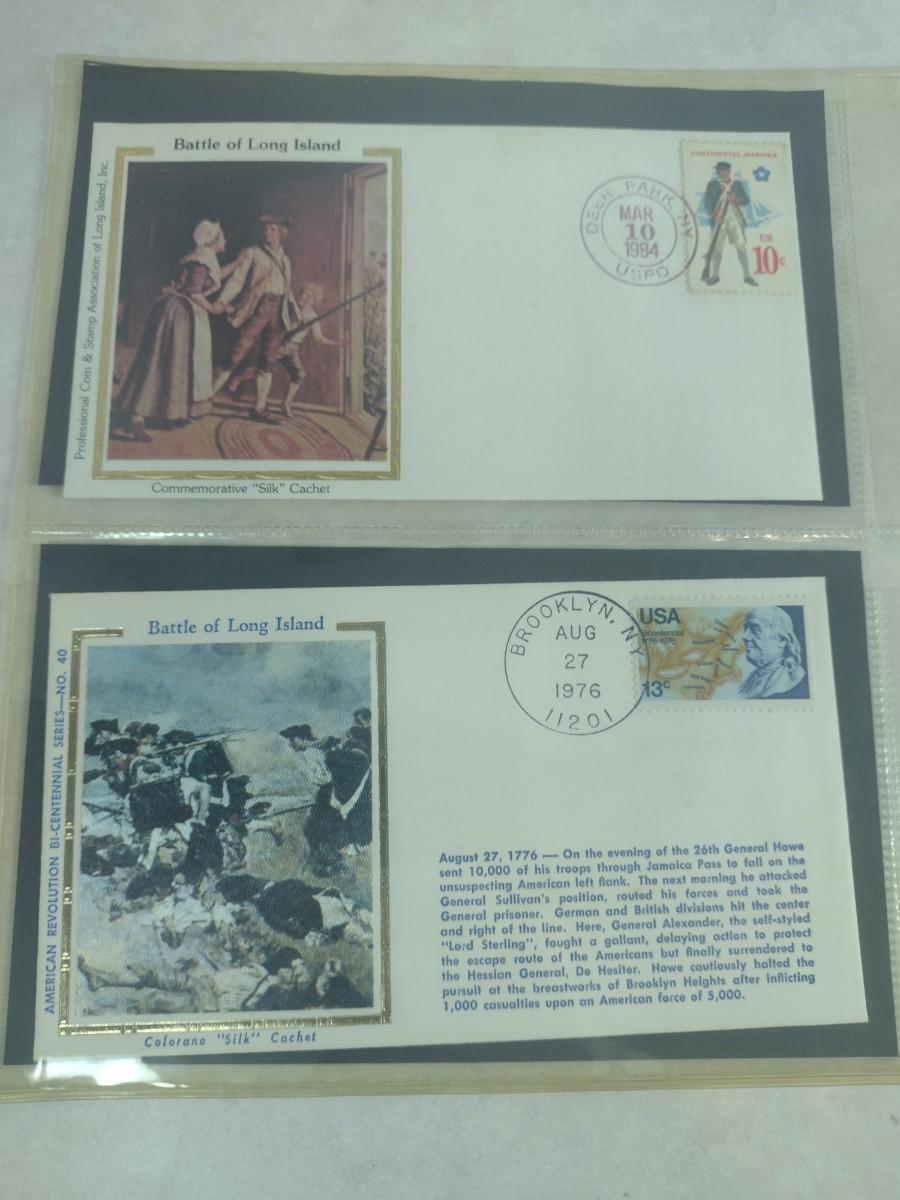 Battle of Long Island
Professional Coin & Stamp Association of Long Island, Inc.
Commemorative "Silk" Cachet
DEER PARK, NY
MAR
10
1984
USPO
CONTINENTAL MARINES
US
10c
Battle of Long Island
AMERICAN REVOLUTION BI-CENTENNIAL SERIES—NO. 40
Colorano "Silk" Cachet
BROOKLYN, NY
AUG
27
1976
11201
USA
Bicentennial
1776-1976
13c
August 27, 1776 — On the evening of the 26th General Howe
sent 10,000 of his troops through Jamaica Pass to fall on the
unsuspecting American left flank. The next morning he attacked
General Sullivan's position, routed his forces and took the
General prisoner. German and British divisions hit the center
and right of the line. Here, General Alexander, the self-styled
"Lord Sterling", fought a gallant, delaying action to protect
the escape route of the Americans but finally surrendered to
the Hessian General, De Hesiter. Howe cautiously halted the
pursuit at the breastworks of Brooklyn Heights after inflicting
1,000 casualties upon an American force of 5,000.